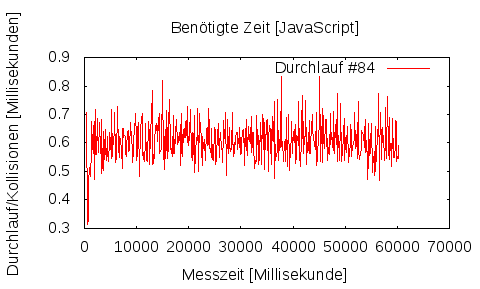 Benötigte Zeit [JavaScript]
Durchlauf/Kollisionen [Millisekunden]
0.9
0.8
0.7
0.6
0.5
0.4
0.3
Durchlauf #84
0 10000 20000 30000 40000 50000 60000 70000
Messzeit [Millisekunde]